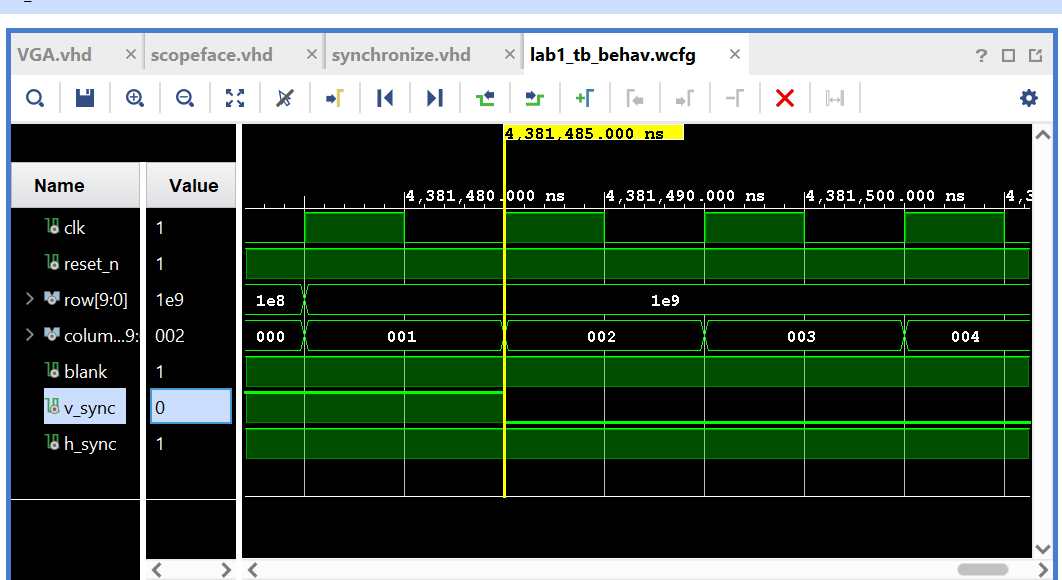 VGA.vhd × scopeface.vhd × synchronize.vhd × lab1_tb_behav.wcfg × ?
4,381,485.000 ns
Name Value
4,381,480.000 ns 4,381,490.000 ns 4,381,500.000 ns 4,3
clk 1
reset_n 1
row[9:0] 1e9 1e8 1e9
colum...9: 002 000 001 002 003 004
blank 1
v_sync 0
h_sync 1